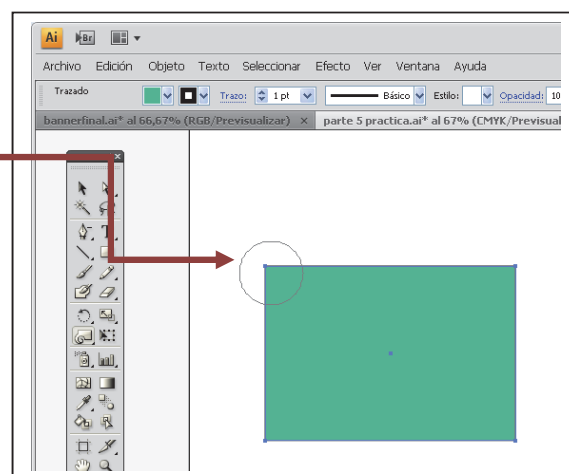 Ai Br
Archivo Edición Objeto Texto Seleccionar Efecto Ver Ventana Ayuda
Trazado Trazo: 1 pt Básico Estilo: Opacidad: 10
bannerfinal.ai* al 66,67% (RGB/Previsualizar) × parte 5 practica.ai* al 67% (CMYK/Previsual
T